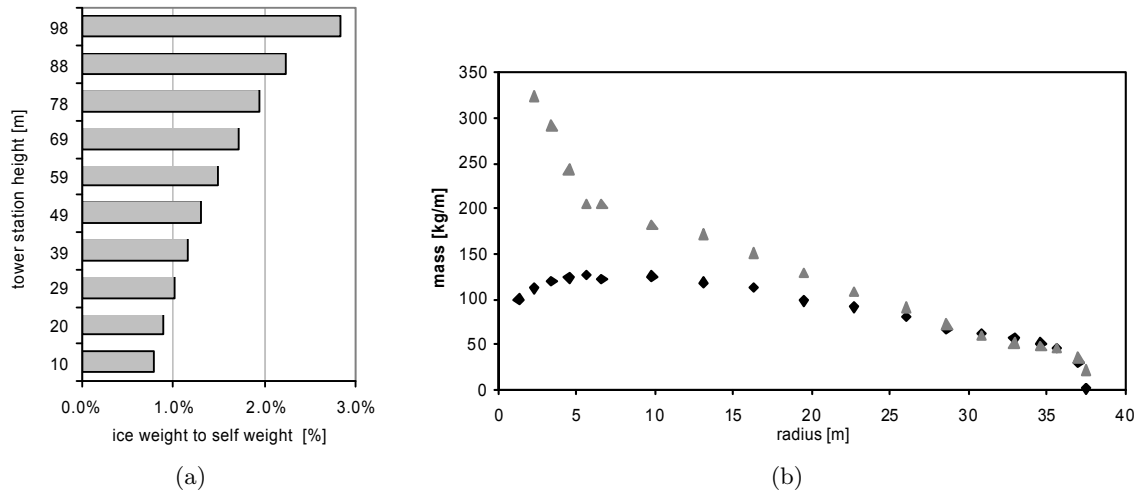 tower station height [m]
98
88
78
69
59
49
39
29
20
10
0.0% 1.0% 2.0% 3.0%
ice weight to self weight [%]
(a)
mass [kg/m]
350
300
250
200
150
100
50
0
0 5 10 15 20 25 30 35 40
radius [m]
(b)